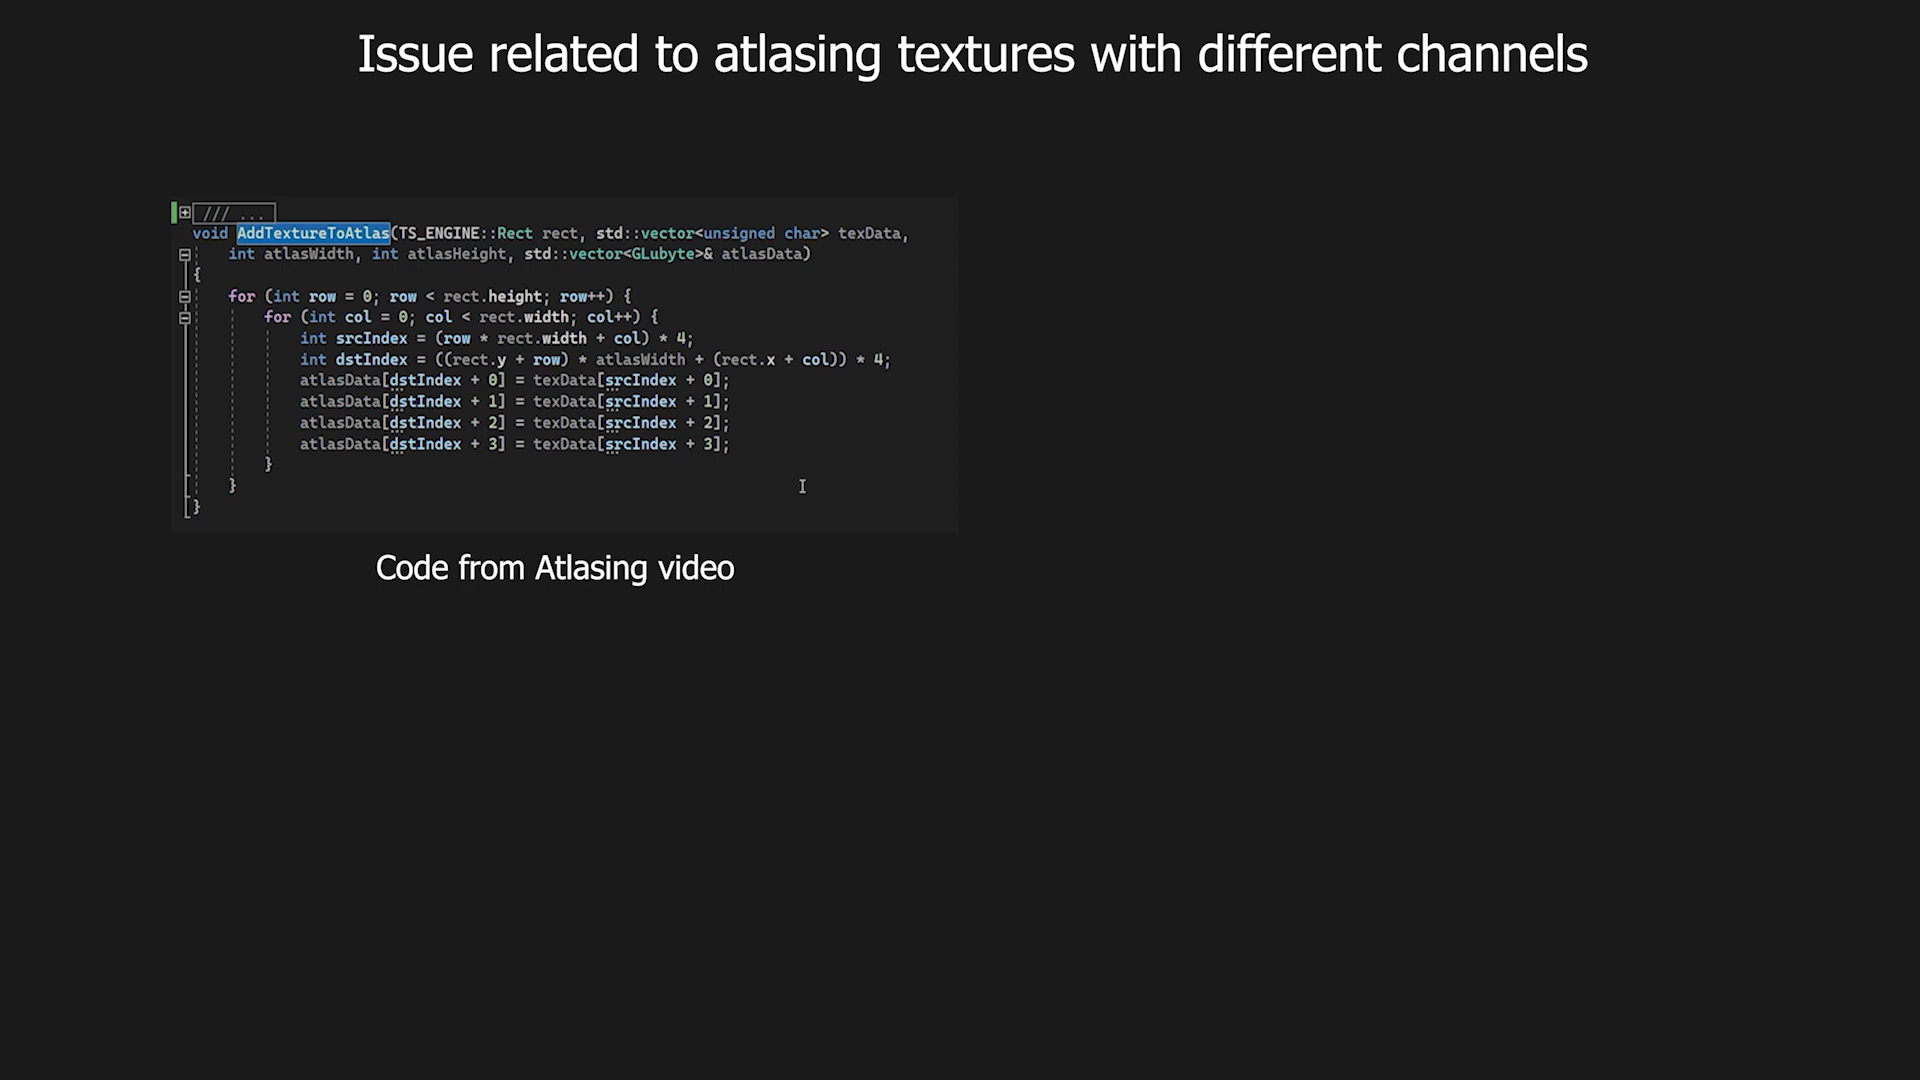 Issue related to atlasing textures with different channels
/// ...
void AddTextureToAtlas(TS_ENGINE::Rect rect, std::vector<unsigned char> texData,
int atlasWidth, int atlasHeight, std::vector<GLubyte>& atlasData)
{
for (int row = 0; row < rect.height; row++) {
for (int col = 0; col < rect.width; col++) {
int srcIndex = (row * rect.width + col) * 4;
int dstIndex = ((rect.y + row) * atlasWidth + (rect.x + col)) * 4;
atlasData[dstIndex + 0] = texData[srcIndex + 0];
atlasData[dstIndex + 1] = texData[srcIndex + 1];
atlasData[dstIndex + 2] = texData[srcIndex + 2];
atlasData[dstIndex + 3] = texData[srcIndex + 3];
}
}
}
Code from Atlasing video